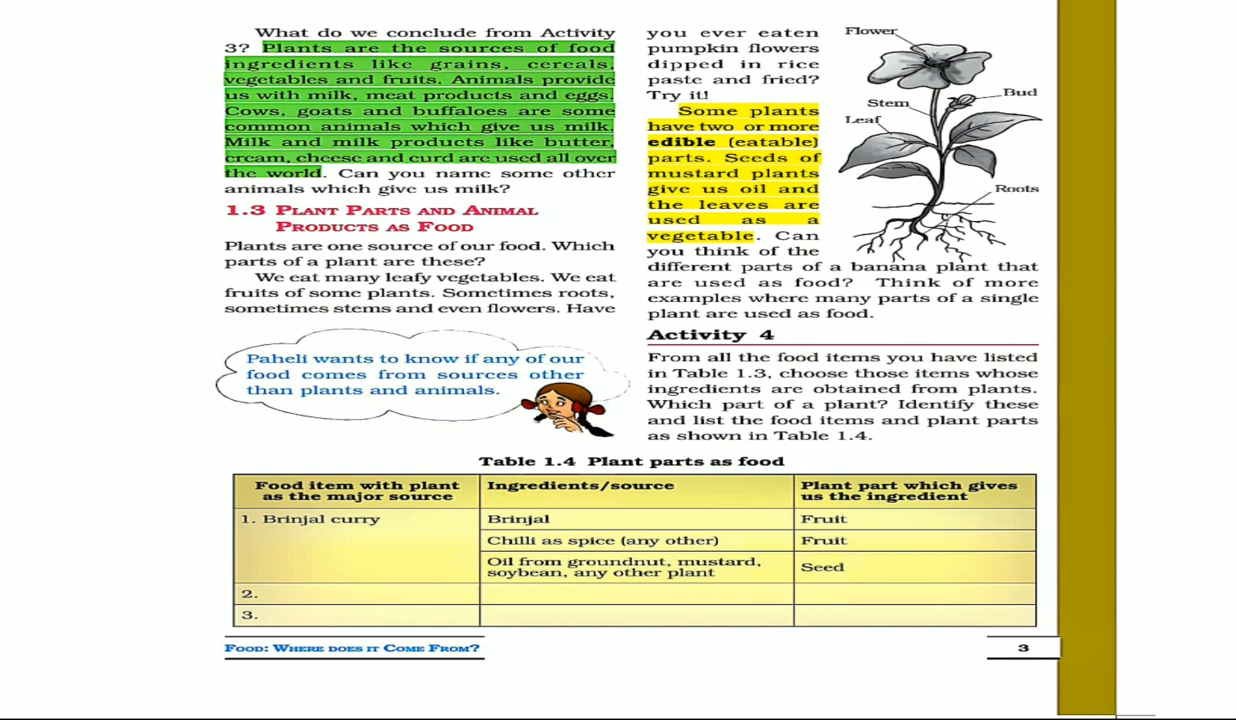 What do we conclude from Activity
3? Plants are the sources of food
ingredients like grains, cereals,
vegetables and fruits. Animals provide
us with milk, meat products and eggs.
Cows, goats and buffaloes are some
common animals which give us milk.
Milk and milk products like butter,
cream, cheese and curd are used all over
the world. Can you name some other
animals which give us milk?
1.3 PLANT PARTS AND ANIMAL
PRODUCTS AS FOOD
Plants are one source of our food. Which
parts of a plant are these?
We eat many leafy vegetables. We eat
fruits of some plants. Sometimes roots,
sometimes stems and even flowers. Have
Paheli wants to know if any of our
food comes from sources other
than plants and animals.
you ever eaten
pumpkin flowers
dipped in rice
paste and fried?
Try it!
Some plants
have two or more
edible (eatable)
parts. Seeds of
mustard plants
give us oil and
the leaves are
used as a
vegetable. Can
you think of the
different parts of a banana plant that
are used as food? Think of more
examples where many parts of a single
plant are used as food.
Flower
Bud
Stem
Leaf
Roots
Activity 4
From all the food items you have listed
in Table 1.3, choose those items whose
ingredients are obtained from plants.
Which part of a plant? Identify these
and list the food items and plant parts
as shown in Table 1.4.
Table 1.4 Plant parts as food
Food item with plant
as the major source
Ingredients/source
Plant part which gives
us the ingredient
1. Brinjal curry
Brinjal
Fruit
Chilli as spice (any other)
Fruit
Oil from groundnut, mustard,
soybean, any other plant
Seed
2.
3.
FOOD: WHERE DOES IT COME FROM?
3